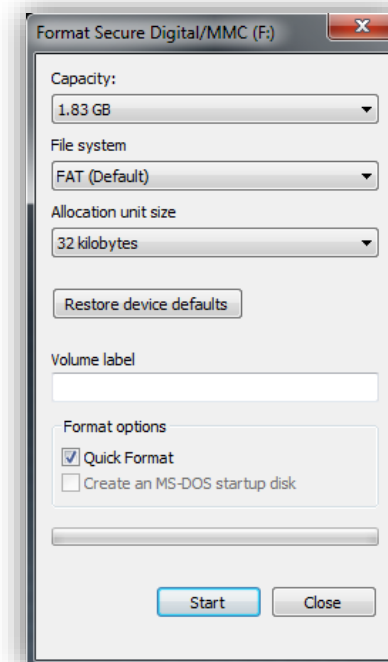 Format Secure Digital/MMC (F:)
Capacity:
1.83 GB
File system
FAT (Default)
Allocation unit size
32 kilobytes
Restore device defaults
Volume label
Format options
Quick Format
Create an MS-DOS startup disk
Start Close